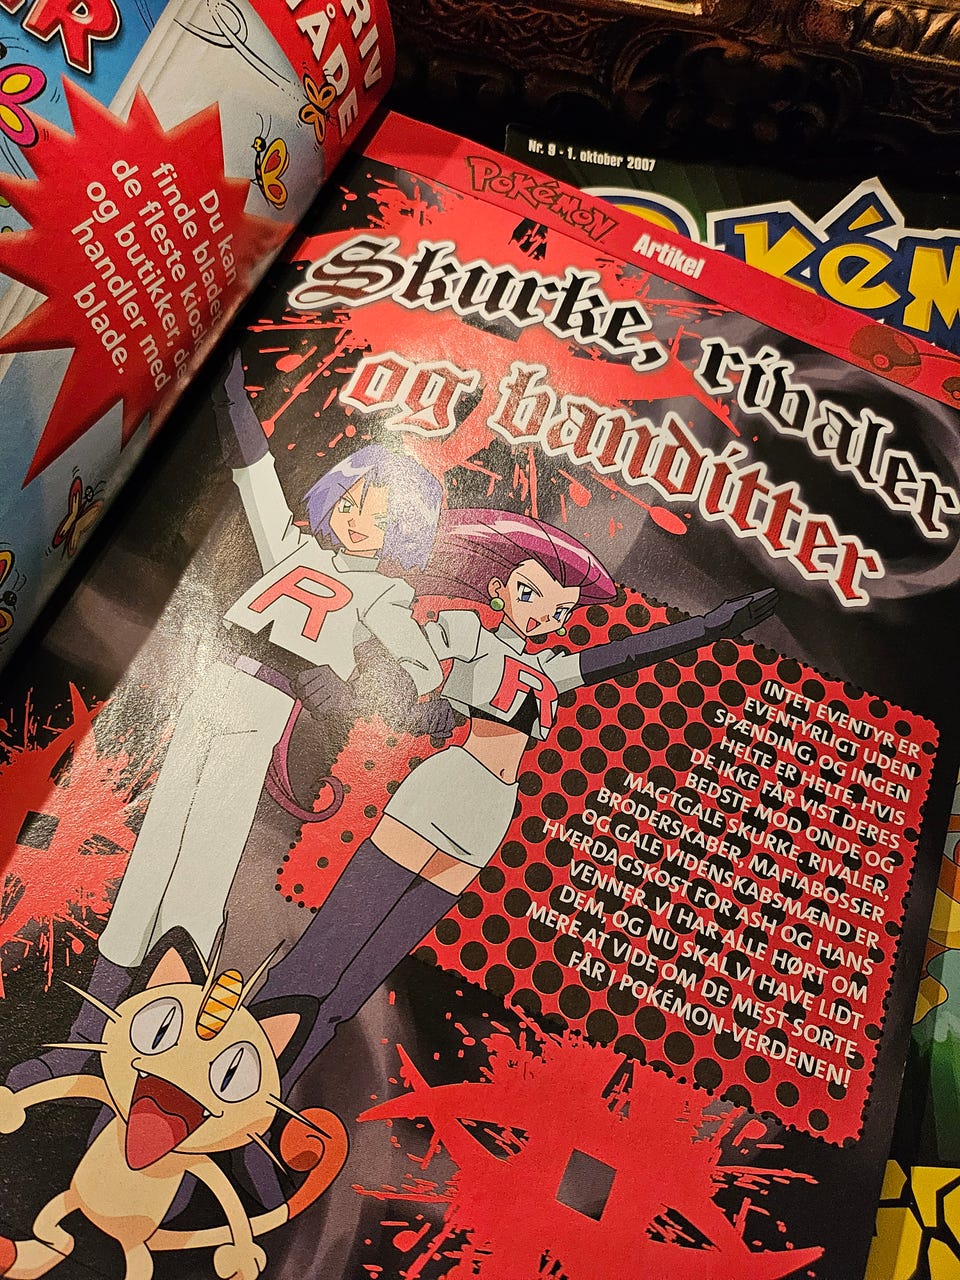 RIV
MÅDE
Du kan
finde bladet
de fleste
og butikker, de
handler med
blade.
Nr. 9 - 1. oktober 2007
POKÉMON
Artikel
Skurke, rivaler
og banditter
R
R
INTET EVENTYR ER
EVENTYRLIGT UDEN
SPÆNDING, OG INGEN
HELTE ER HELTE, HVIS
DE IKKE FÅR VIST DERES
BEDSTE MOD ONDE OG
MAGTGALE SKURKE. RIVALER,
BRODERSKABER, MAFIABOSSER
OG GALE VIDENSKABSMÆND ER
HVERDAGSKOST FOR ASH OG HANS
VENNER. VI HAR ALLE HØRT OM
DEM, OG NU SKAL VI HAVE LIDT
MERE AT VIDE OM DE MEST SORTE
FÅR I POKÉMON-VERDENEN!